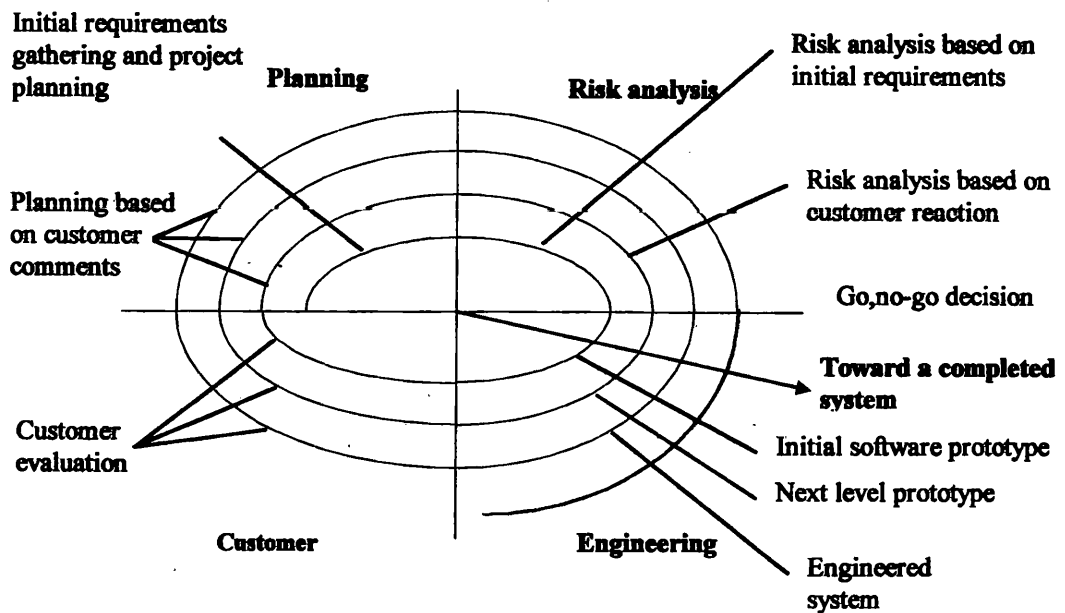 Initial requirements
gathering and project
planning
Planning
Risk analysis
Risk analysis based on
initial requirements
Planning based
on customer
comments
Risk analysis based on
customer reaction
Go,no-go decision
Toward a completed
system
Customer
evaluation
Initial software prototype
Next level prototype
Customer
Engineering
Engineered
system